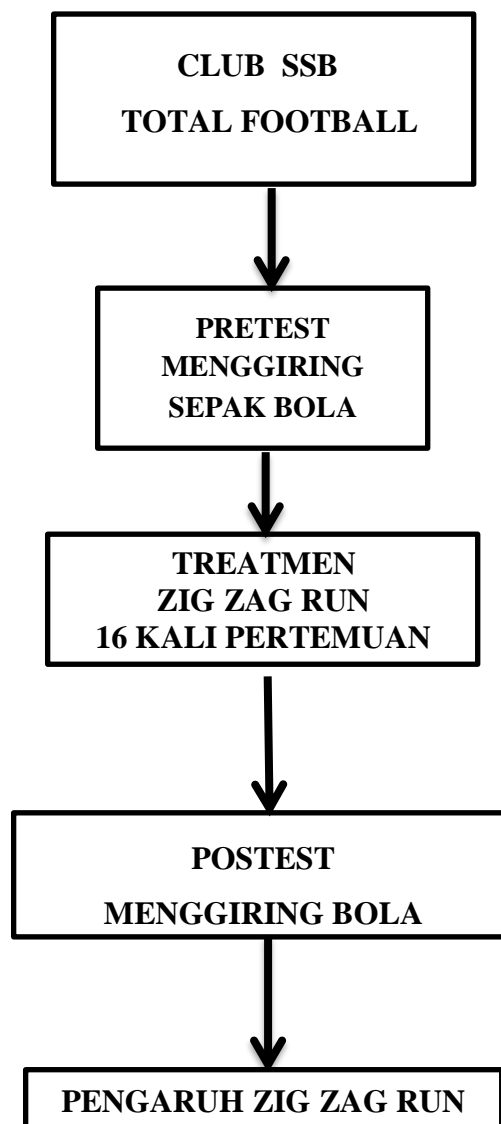 CLUB SSB
TOTAL FOOTBALL
PRETEST
MENGGIRING
SEPAK BOLA
TREATMEN
ZIG ZAG RUN
16 KALI PERTEMUAN
POSTEST
MENGGIRING BOLA
PENGARUH ZIG ZAG RUN